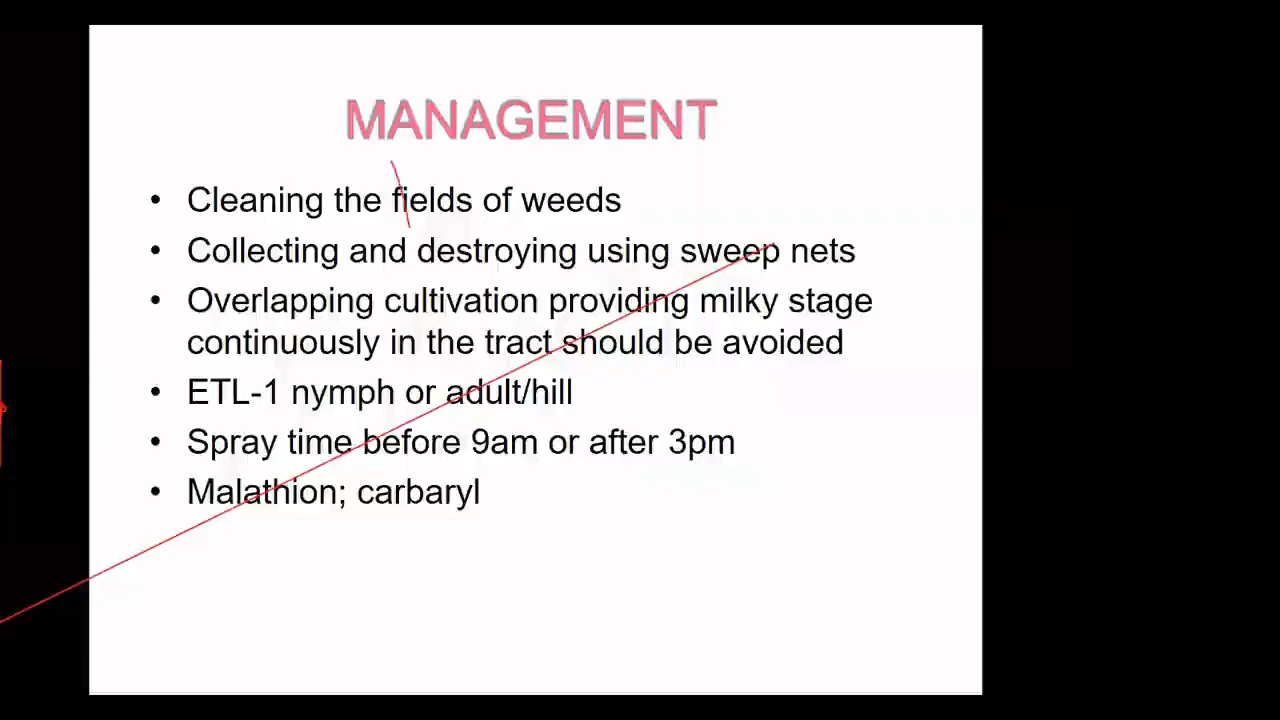 MANAGEMENT
• Cleaning the fields of weeds
• Collecting and destroying using sweep nets
• Overlapping cultivation providing milky stage
continuously in the tract should be avoided
• ETL-1 nymph or adult/hill
• Spray time before 9am or after 3pm
• Malathion; carbaryl